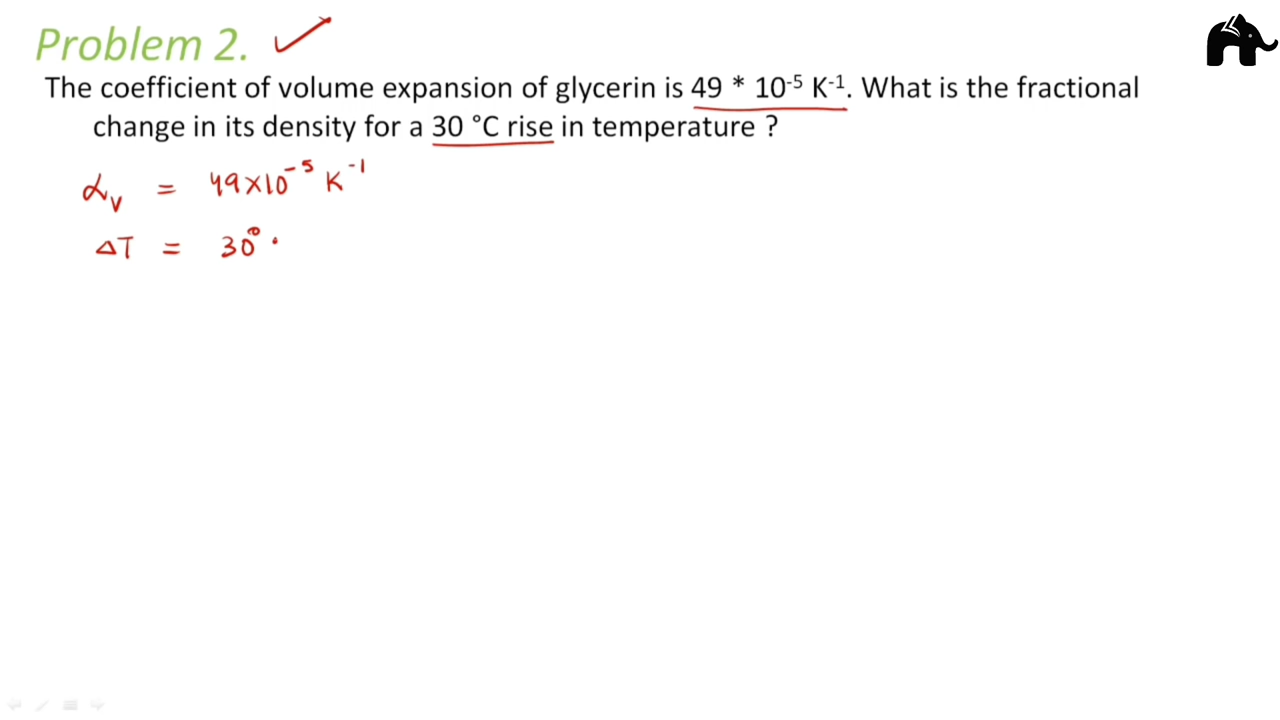 Problem 2.
The coefficient of volume expansion of glycerin is 49 * 10⁻⁵ K⁻¹. What is the fractional
change in its density for a 30 °C rise in temperature ?
αᵥ = 49×10⁻⁵ K⁻¹
ΔT = 30°